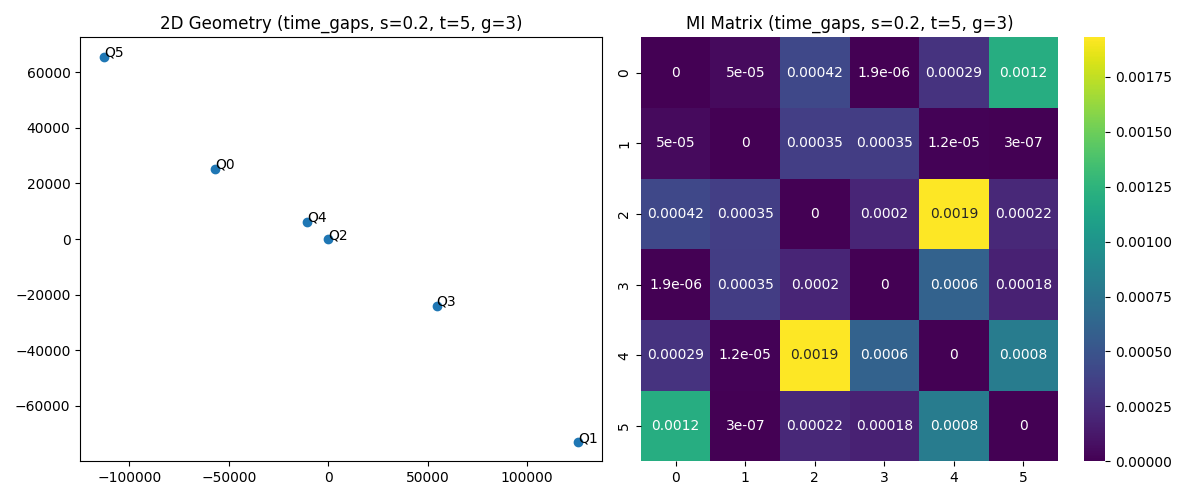 2D Geometry (time_gaps, s=0.2, t=5, g=3)
Q5
Q0
Q4
Q2
Q3
Q1
60000
40000
20000
0
−20000
−40000
−60000
−100000 −50000 0 50000 100000
MI Matrix (time_gaps, s=0.2, t=5, g=3)
0 0 5e-05 0.00042 1.9e-06 0.00029 0.0012
1 5e-05 0 0.00035 0.00035 1.2e-05 3e-07
2 0.00042 0.00035 0 0.0002 0.0019 0.00022
3 1.9e-06 0.00035 0.0002 0 0.0006 0.00018
4 0.00029 1.2e-05 0.0019 0.0006 0 0.0008
5 0.0012 3e-07 0.00022 0.00018 0.0008 0
0 1 2 3 4 5
0.00175
0.00150
0.00125
0.00100
0.00075
0.00050
0.00025
0.00000